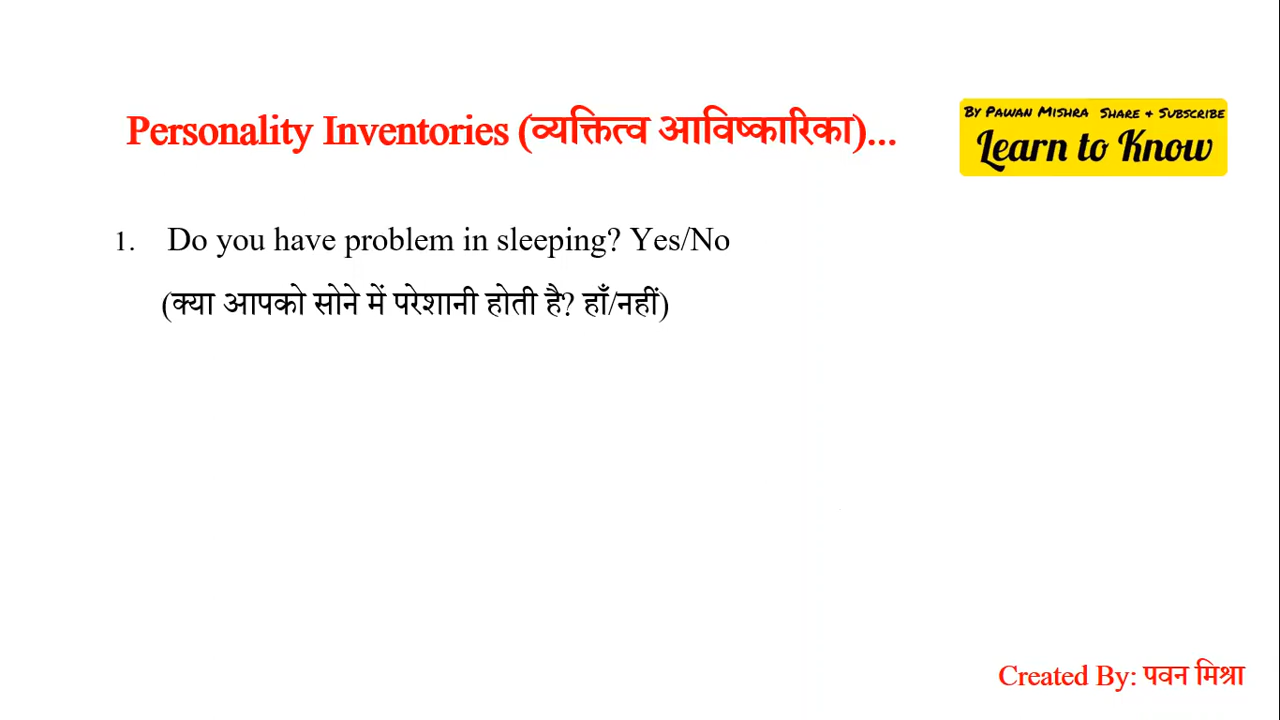 Personality Inventories (व्यक्तित्व आविष्कारिका)...
By Pawan Mishra Share & Subscribe
Learn to Know
1. Do you have problem in sleeping? Yes/No
(क्या आपको सोने में परेशानी होती है? हाँ/नहीं)
Created By: पवन मिश्रा